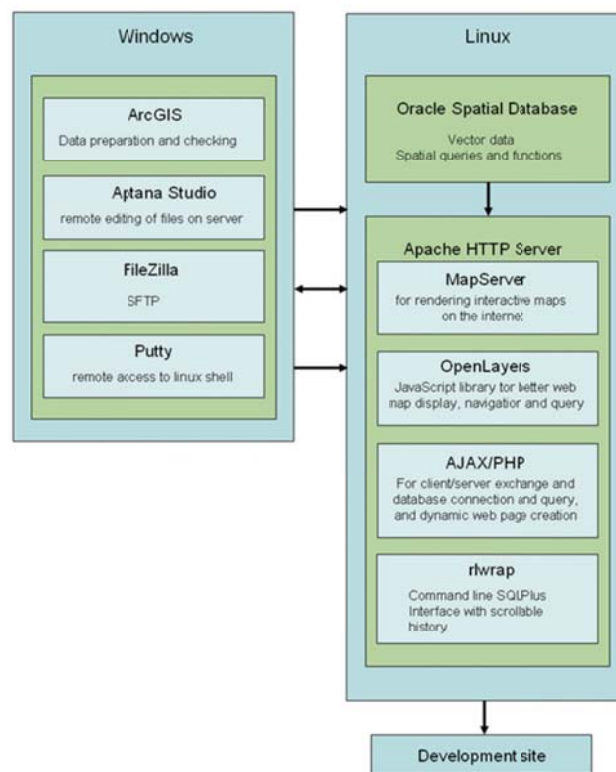 Windows
ArcGIS
Data preparation and checking
Aptana Studio
remote editing of files on server
FileZilla
SFTP
Putty
remote access to linux shell
Linux
Oracle Spatial Database
Vector data
Spatial queries and functions
Apache HTTP Server
MapServer
for rendering interactive maps
on the internet
OpenLayers
JavaScript library for better web
map display, navigation and query
AJAX/PHP
For client/server exchange and
database connection and query,
and dynamic web page creation
rlwrap
Command line SQLPlus
Interface with scrollable
history
Development site